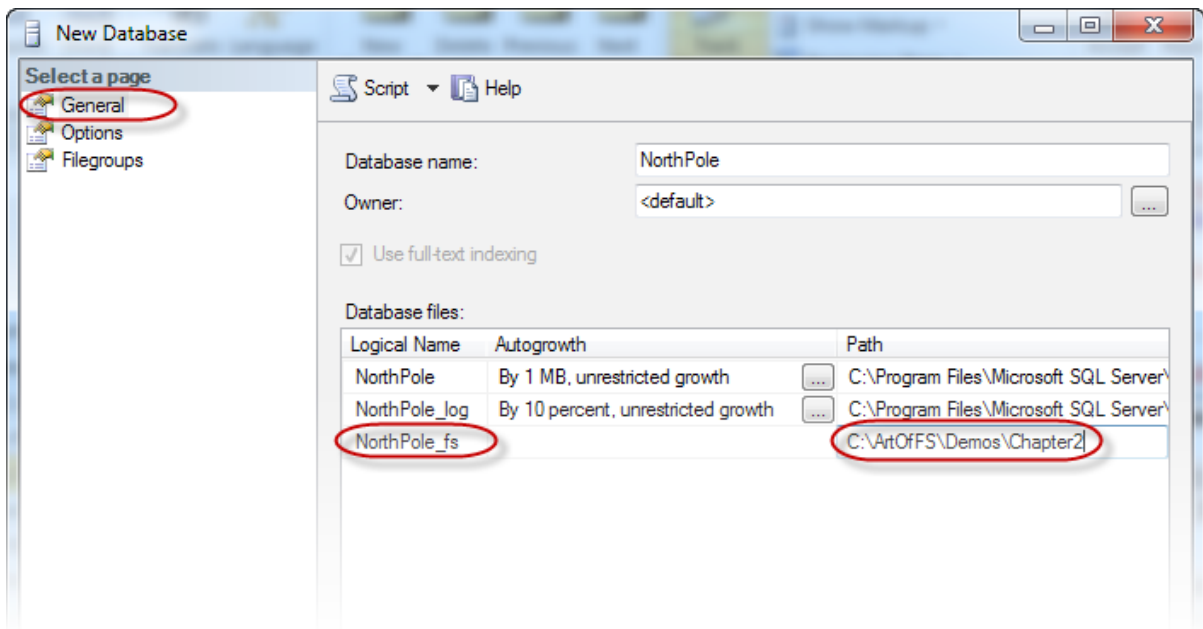 New Database
Select a page
General
Options
Filegroups
Script Help
Database name: NorthPole
Owner: <default> ...
Use full-text indexing
Database files:
Logical Name Autogrowth Path
NorthPole By 1 MB, unrestricted growth ... C:\Program Files\Microsoft SQL Server\
NorthPole_log By 10 percent, unrestricted growth ... C:\Program Files\Microsoft SQL Server\
NorthPole_fs C:\ArtOfFS\Demos\Chapter2